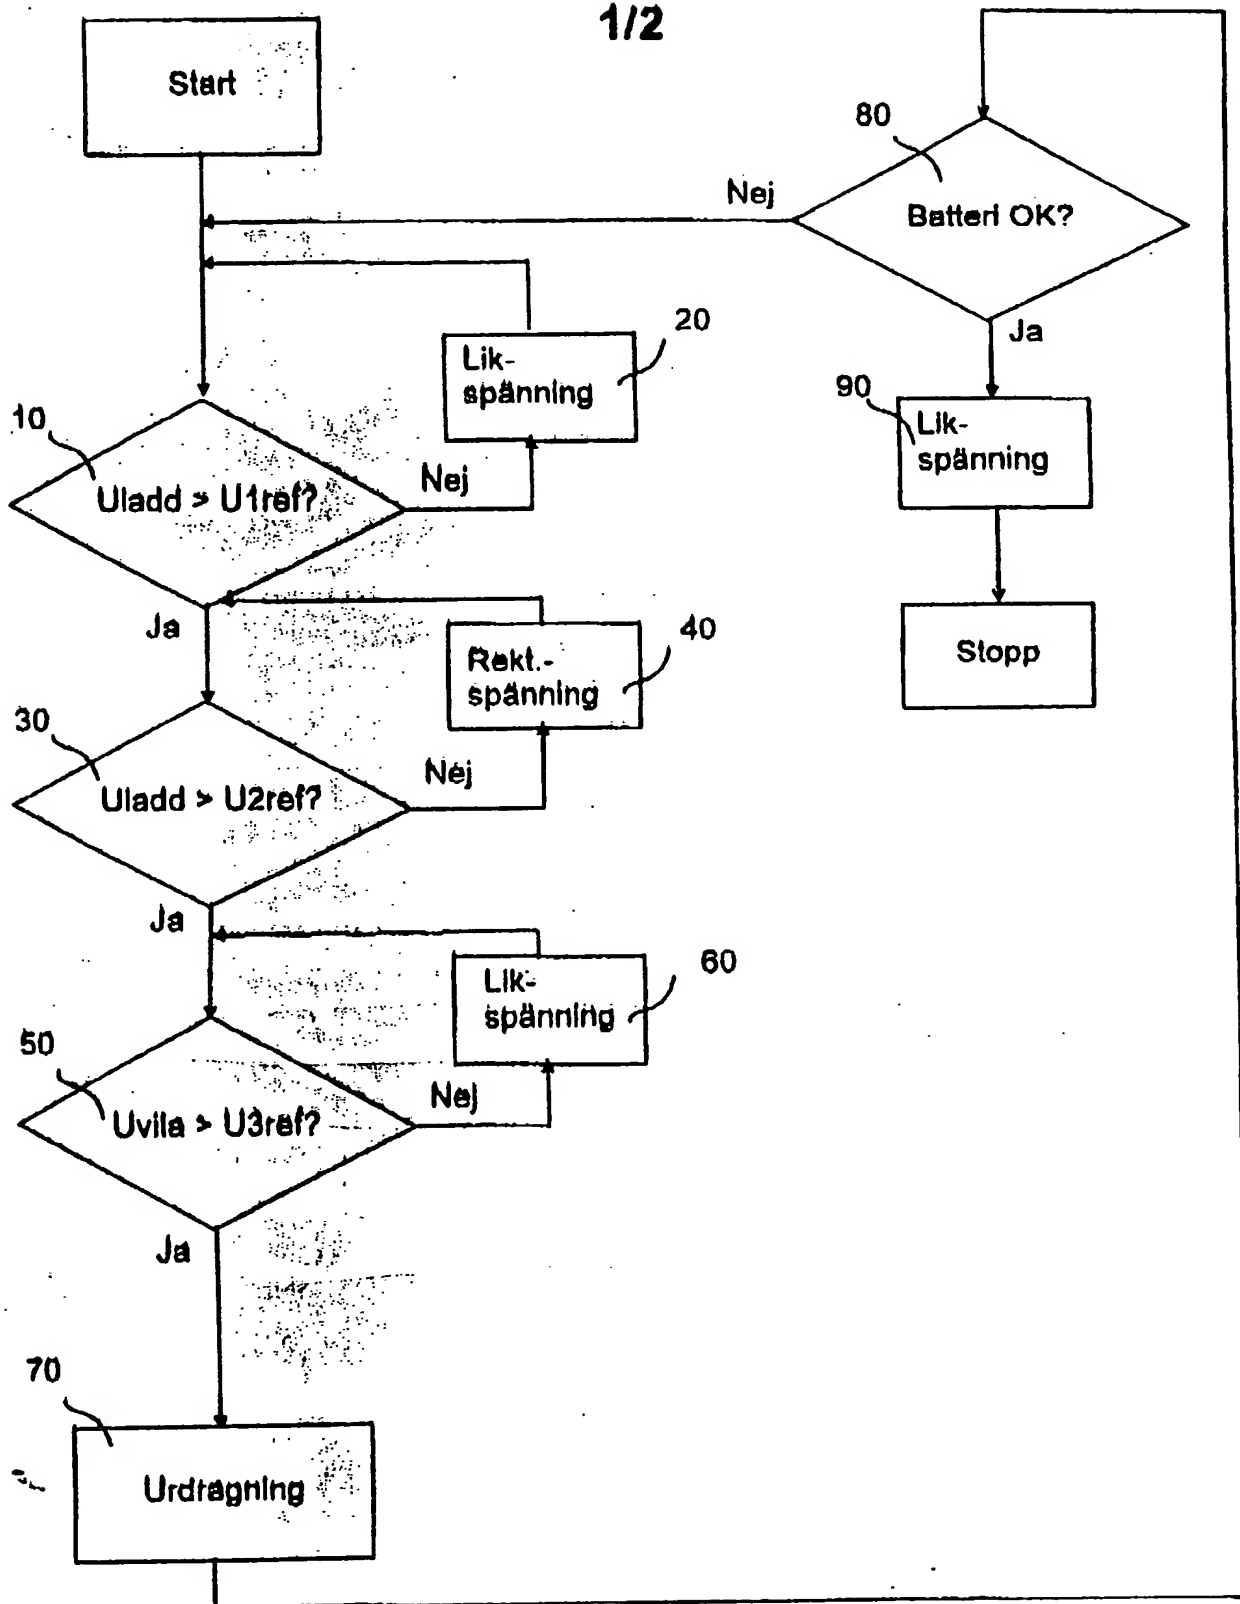 1/2
Start
80
Nej
Batteri OK?
Ja
20
Lik-
spänning
90
Lik-
spänning
10
Uladd > U1ref?
Nej
Ja
Stopp
40
Rekt.-
spänning
30
Uladd > U2ref?
Nej
Ja
60
Lik-
spänning
50
Uvila > U3ref?
Nej
Ja
70
Urdragning